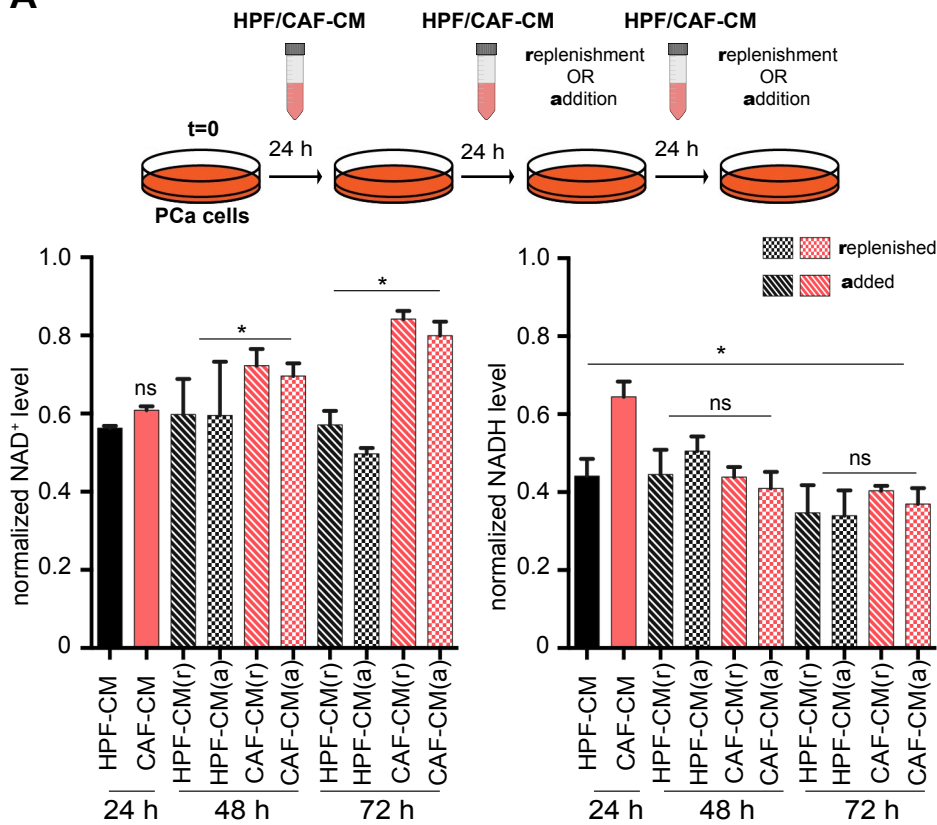 A
HPF/CAF-CM HPF/CAF-CM HPF/CAF-CM
replenishment replenishment
OR OR
addition addition
t=0
24 h 24 h 24 h
PCa cells
replenished
added
normalized NAD⁺ level
1.0
0.8
0.6
0.4
0.2
0
ns
*
*
HPF-CM
CAF-CM
HPF-CM(r)
HPF-CM(a)
CAF-CM(r)
CAF-CM(a)
HPF-CM(r)
HPF-CM(a)
CAF-CM(r)
CAF-CM(a)
24 h 48 h 72 h
normalized NADH level
1.0
0.8
0.6
0.4
0.2
0
*
ns
ns
HPF-CM
CAF-CM
HPF-CM(r)
HPF-CM(a)
CAF-CM(r)
CAF-CM(a)
HPF-CM(r)
HPF-CM(a)
CAF-CM(r)
CAF-CM(a)
24 h 48 h 72 h